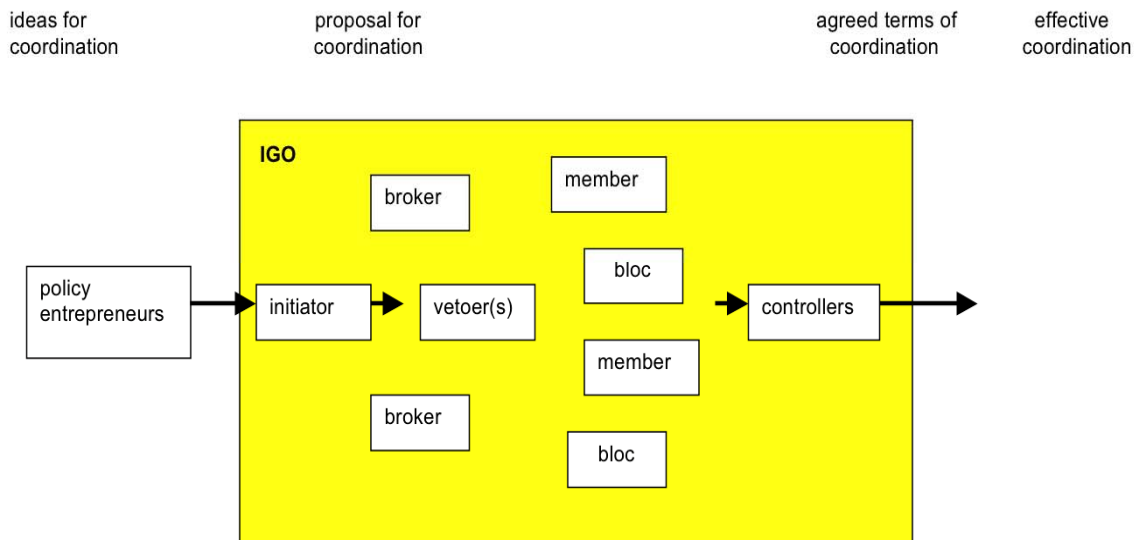 ideas for
coordination
proposal for
coordination
agreed terms of
coordination
effective
coordination
IGO
broker
member
bloc
policy
entrepreneurs
initiator
vetoer(s)
controllers
member
broker
bloc